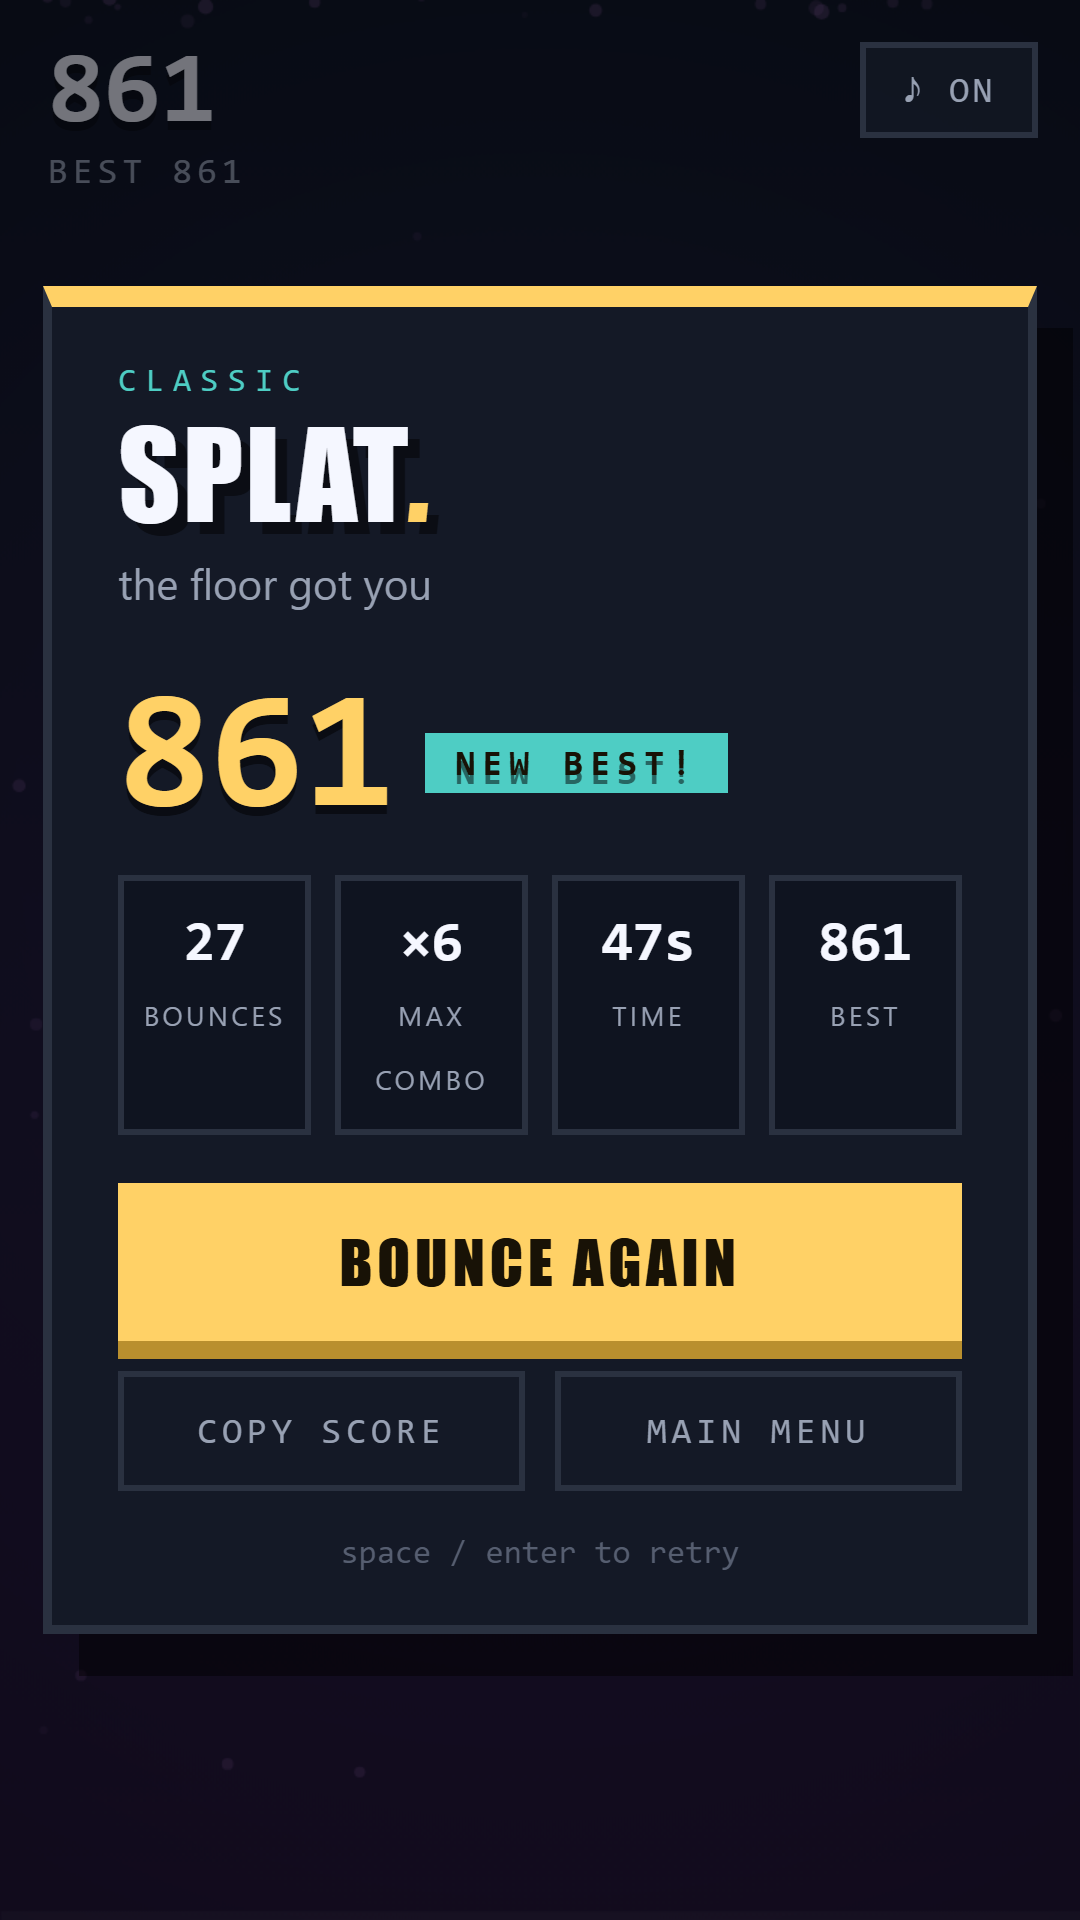 861
♪ ON
BEST 861
CLASSIC
SPLAT.
the floor got you
861 NEW BEST!
27
BOUNCES
×6
MAX
COMBO
47s
TIME
861
BEST
BOUNCE AGAIN
COPY SCORE
MAIN MENU
space / enter to retry